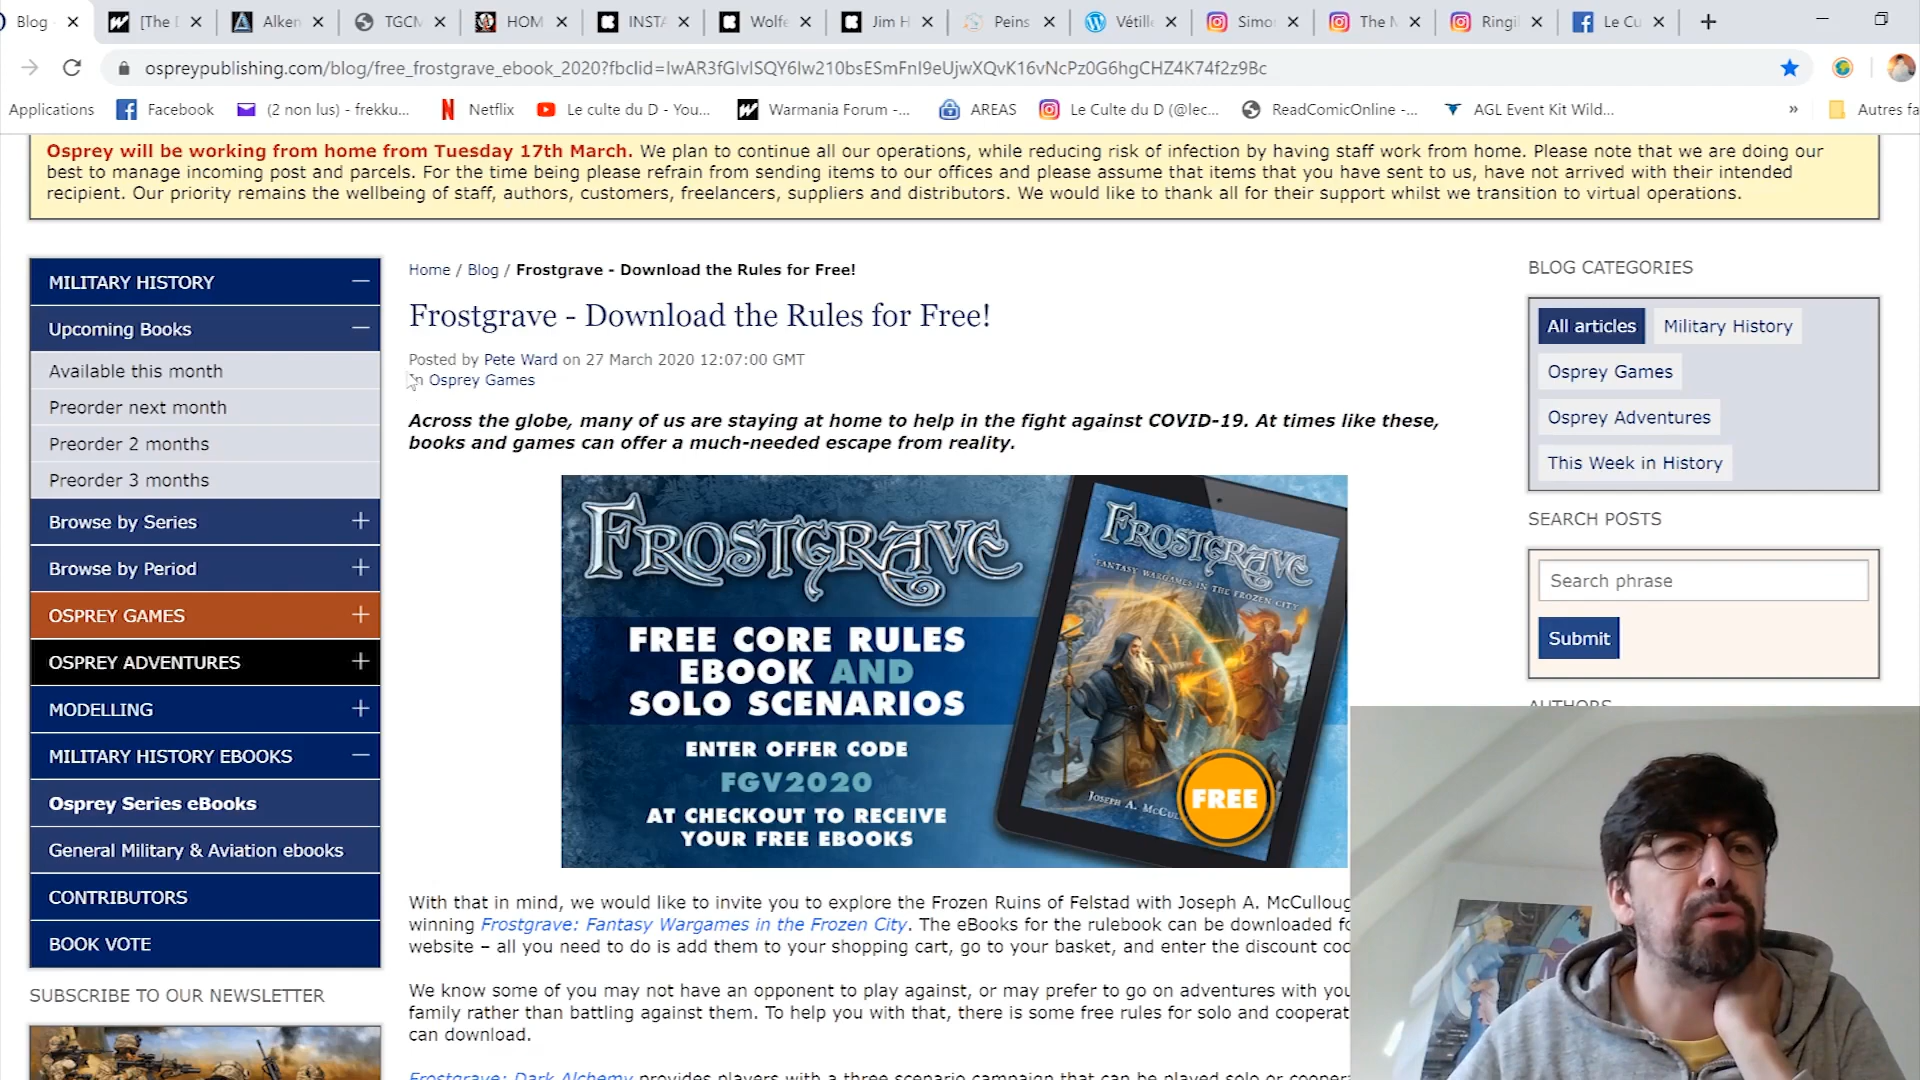 Blog -
[The D
Alken
TGCM
HOM
INSTA
Wolfe
Jim H
Peins
Vétille
Simo
The M
Ringil
Le Cu
ospreypublishing.com/blog/free_frostgrave_ebook_2020?fbclid=IwAR3fGlvlSQY6lw210bsESmFnI9eUjwXQvK16vNcPz0G6hgCHZ4K74f2z9Bc
Applications
Facebook
(2 non lus) - frekku...
Netflix
Le culte du D - You...
Warmania Forum -...
AREAS
Le Culte du D (@lec...
ReadComicOnline -...
AGL Event Kit Wild...
»
Autres fa
Osprey will be working from home from Tuesday 17th March. We plan to continue all our operations, while reducing risk of infection by having staff work from home. Please note that we are doing our
best to manage incoming post and parcels. For the time being please refrain from sending items to our offices and please assume that items that you have sent to us, have not arrived with their intended
recipient. Our priority remains the wellbeing of staff, authors, customers, freelancers, suppliers and distributors. We would like to thank all for their support whilst we transition to virtual operations.
MILITARY HISTORY
Upcoming Books
Available this month
Preorder next month
Preorder 2 months
Preorder 3 months
Browse by Series
Browse by Period
OSPREY GAMES
OSPREY ADVENTURES
MODELLING
MILITARY HISTORY EBOOKS
Osprey Series eBooks
General Military & Aviation ebooks
CONTRIBUTORS
BOOK VOTE
SUBSCRIBE TO OUR NEWSLETTER
Home / Blog / Frostgrave - Download the Rules for Free!
Frostgrave - Download the Rules for Free!
Posted by Pete Ward on 27 March 2020 12:07:00 GMT
In Osprey Games
Across the globe, many of us are staying at home to help in the fight against COVID-19. At times like these,
books and games can offer a much-needed escape from reality.
FROSTGRAVE
FREE CORE RULES
EBOOK AND
SOLO SCENARIOS
ENTER OFFER CODE
FGV2020
AT CHECKOUT TO RECEIVE
YOUR FREE EBOOKS
FROSTGRAVE
FANTASY WARGAMES IN THE FROZEN CITY
JOSEPH A. MCCUL
FREE
With that in mind, we would like to invite you to explore the Frozen Ruins of Felstad with Joseph A. McCulloug
winning Frostgrave: Fantasy Wargames in the Frozen City. The eBooks for the rulebook can be downloaded fo
website – all you need to do is add them to your shopping cart, go to your basket, and enter the discount cod
We know some of you may not have an opponent to play against, or may prefer to go on adventures with you
family rather than battling against them. To help you with that, there is some free rules for solo and cooperat
can download.
Frostgrave: Dark Alchemy provides players with a three scenario campaign that can be played solo or cooper
BLOG CATEGORIES
All articles
Military History
Osprey Games
Osprey Adventures
This Week in History
SEARCH POSTS
Search phrase
Submit
AUTHORS